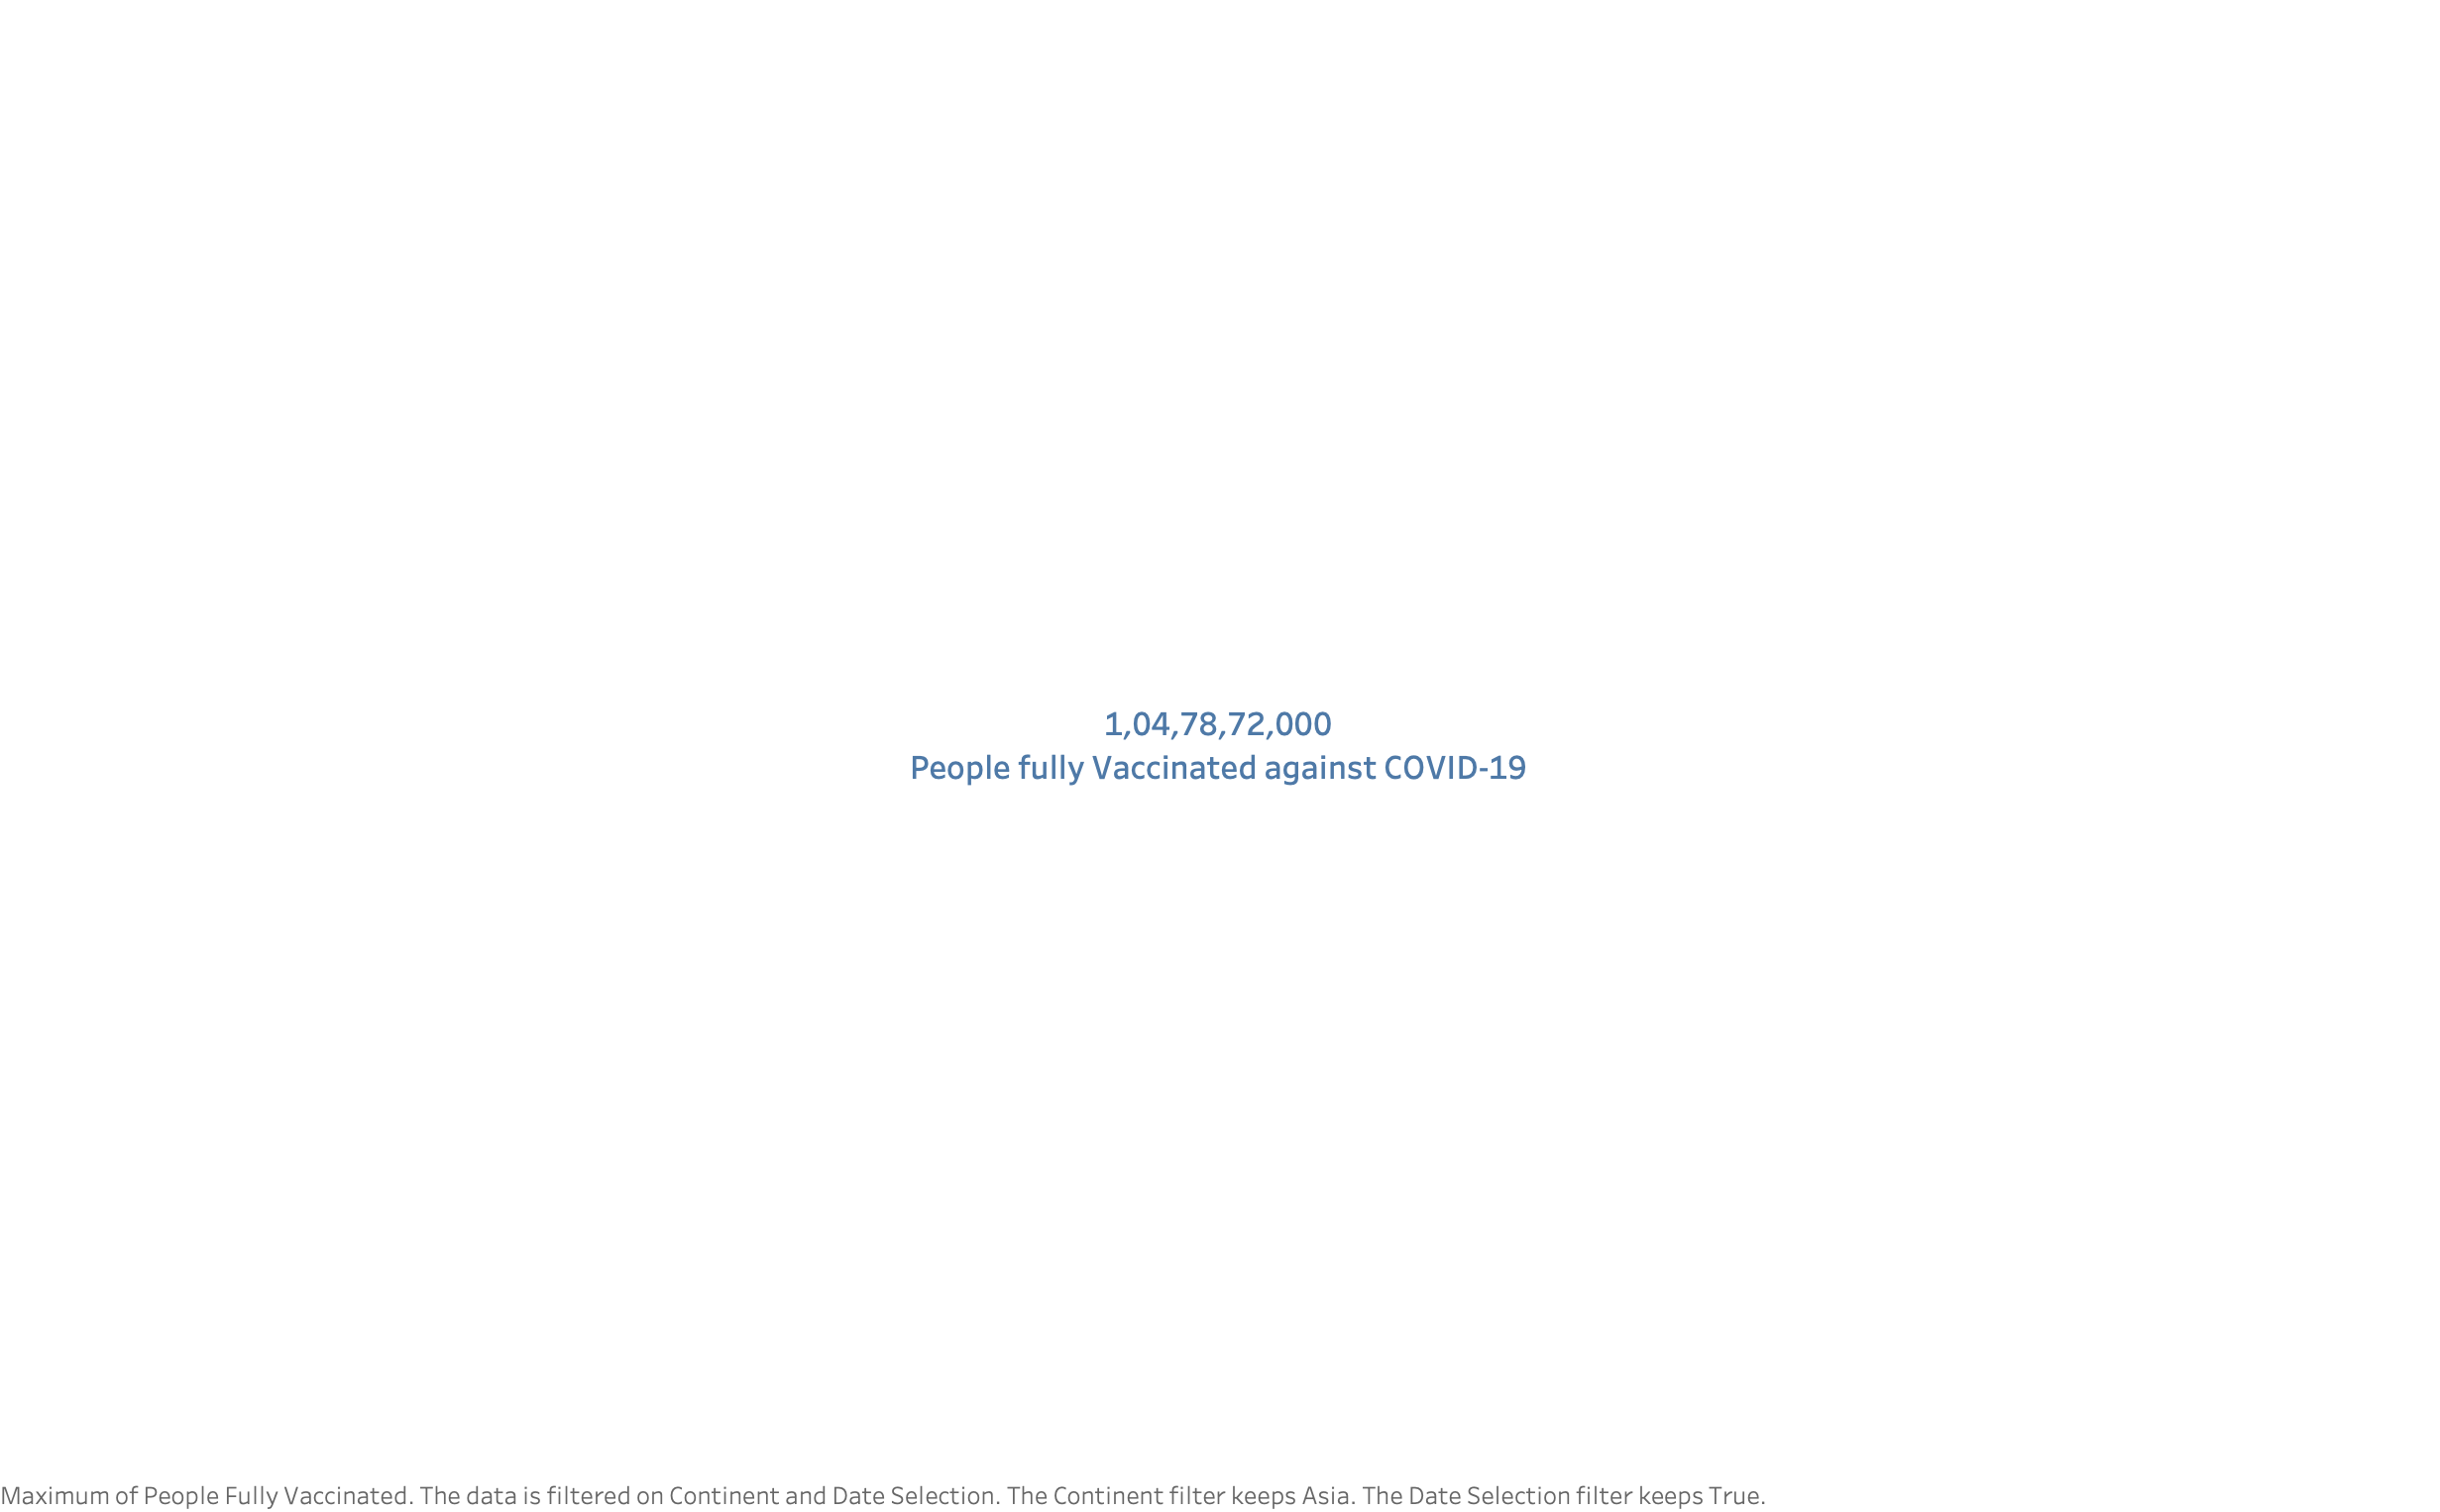 1,04,78,72,000
People fully Vaccinated against COVID-19
Maximum of People Fully Vaccinated. The data is filtered on Continent and Date Selection. The Continent filter keeps Asia. The Date Selection filter keeps True.